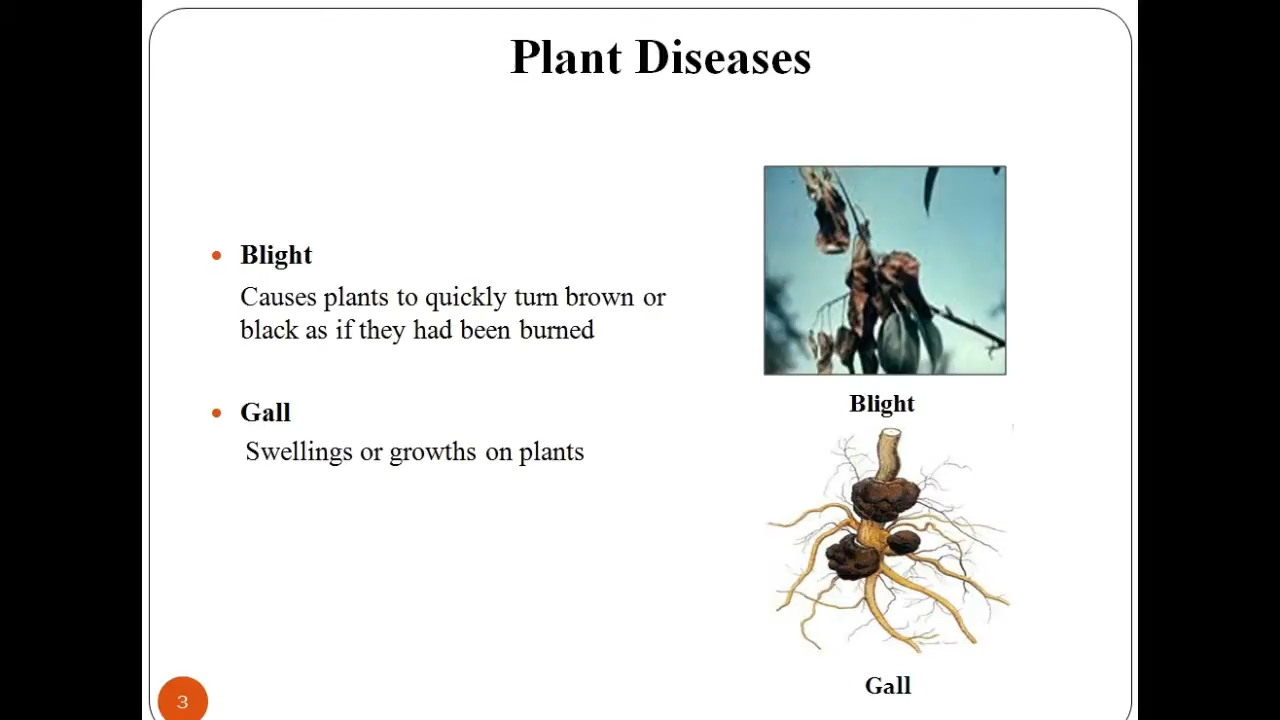 Plant Diseases
Blight
Causes plants to quickly turn brown or
black as if they had been burned
Gall
Swellings or growths on plants
Blight
Gall
3